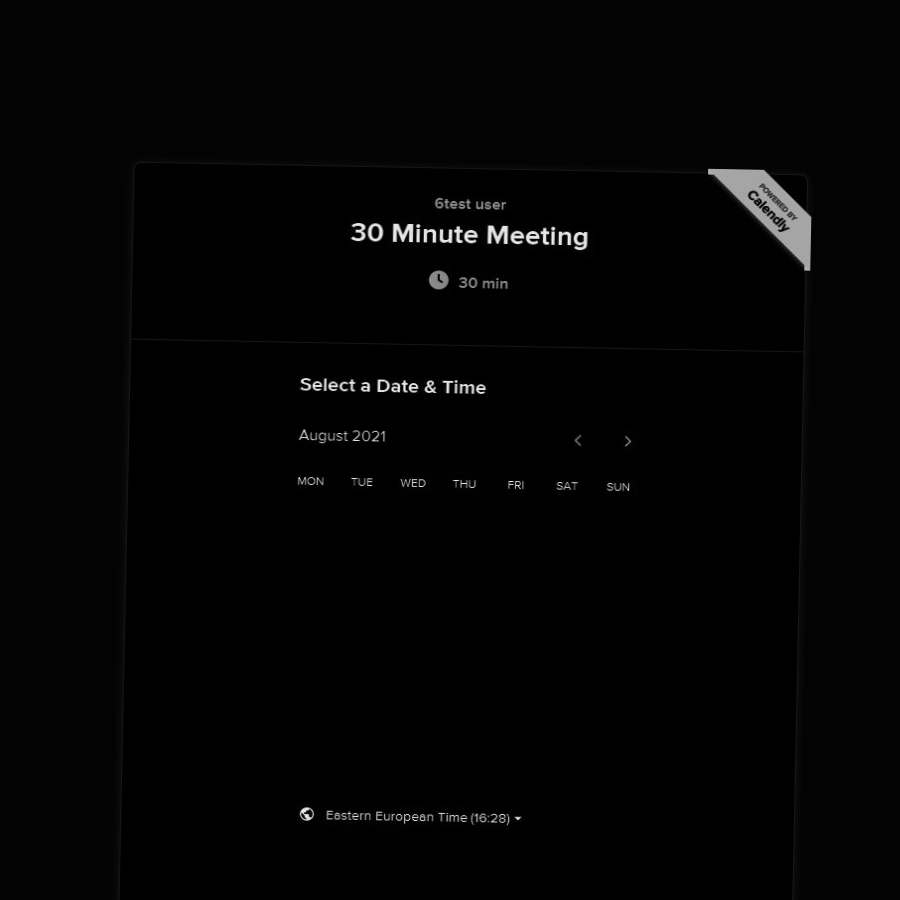 6test user
30 Minute Meeting
30 min
POWERED BY
Calendly
Select a Date & Time
August 2021
MON TUE WED THU FRI SAT SUN
Eastern European Time (16:28)